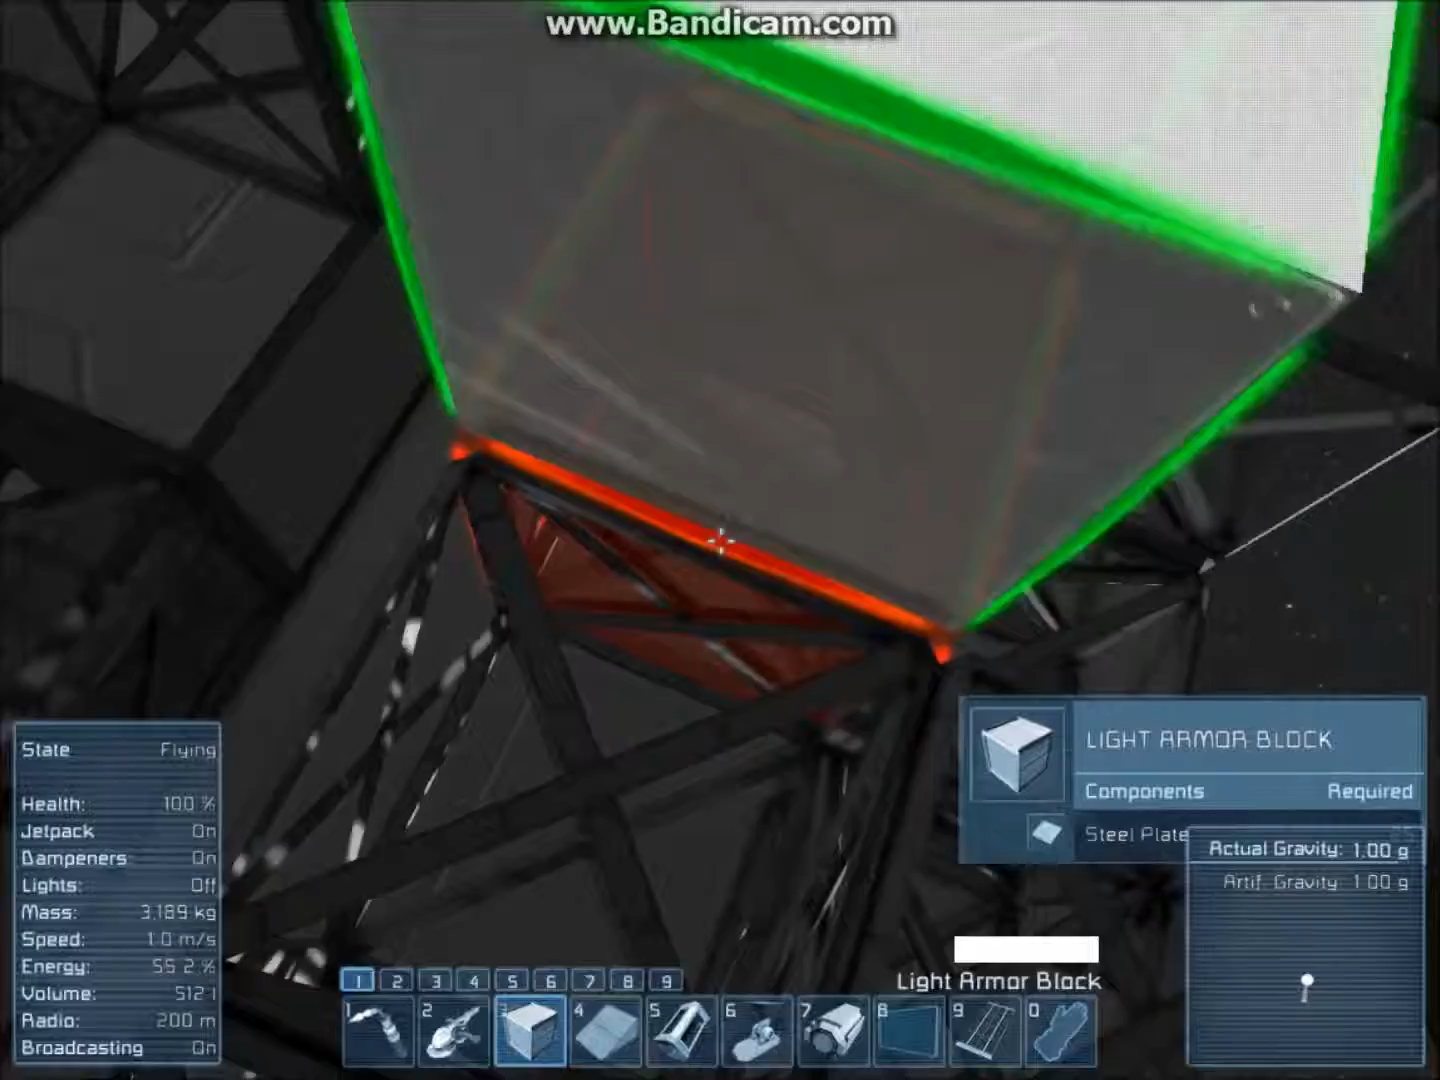 www.Bandicam.com
State Flying
Health: 100 %
Jetpack On
Dampeners On
Lights: Off
Mass: 3,189 kg
Speed: 1.0 m/s
Energy: 55.2 %
Volume: 512 l
Radio: 200 m
Broadcasting On
LIGHT ARMOR BLOCK
Components Required
Steel Plate
Actual Gravity: 1.00 g
Artif. Gravity 1.00 g
Light Armor Block
1 2 3 4 5 6 7 8 9
1 2 3 4 5 6 7 8 9 0